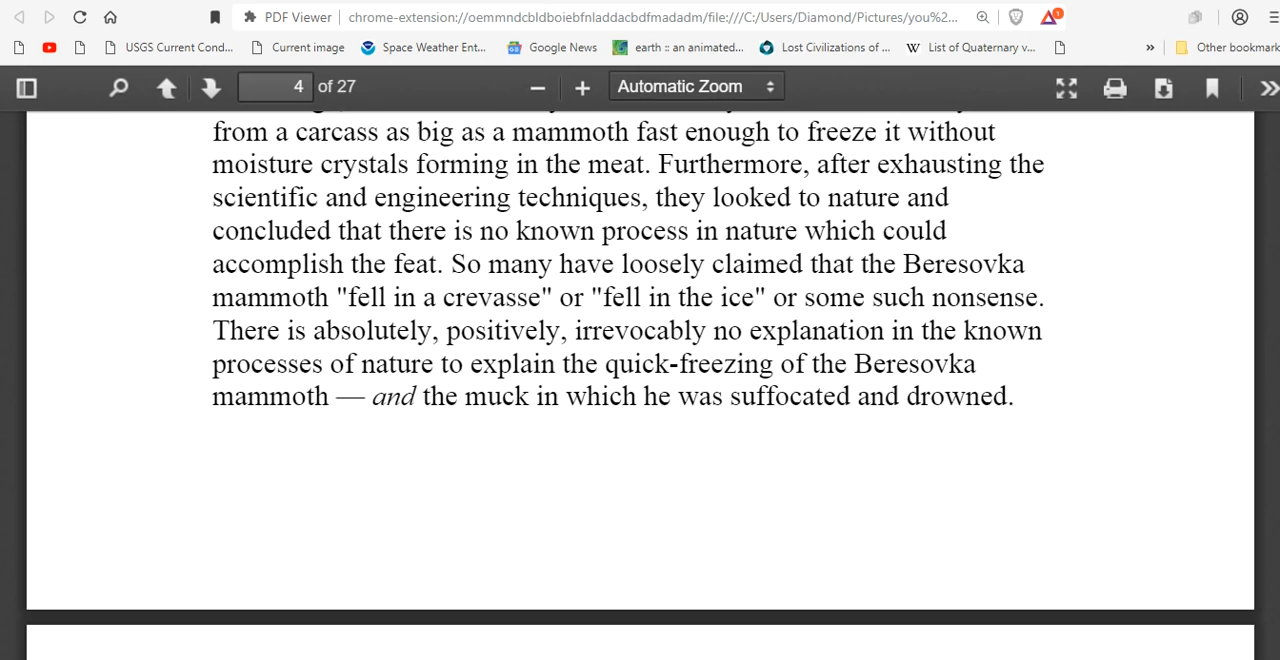 PDF Viewer chrome-extension://oemmndcbldboiebfnladdacbdfmadadm/file:///C:/Users/Diamond/Pictures/you%2... 1
USGS Current Cond... Current image Space Weather Ent... Google News earth :: an animated... Lost Civilizations of ... W List of Quaternary v... » Other bookmark
4 of 27 Automatic Zoom
from a carcass as big as a mammoth fast enough to freeze it without
moisture crystals forming in the meat. Furthermore, after exhausting the
scientific and engineering techniques, they looked to nature and
concluded that there is no known process in nature which could
accomplish the feat. So many have loosely claimed that the Beresovka
mammoth "fell in a crevasse" or "fell in the ice" or some such nonsense.
There is absolutely, positively, irrevocably no explanation in the known
processes of nature to explain the quick-freezing of the Beresovka
mammoth — and the muck in which he was suffocated and drowned.